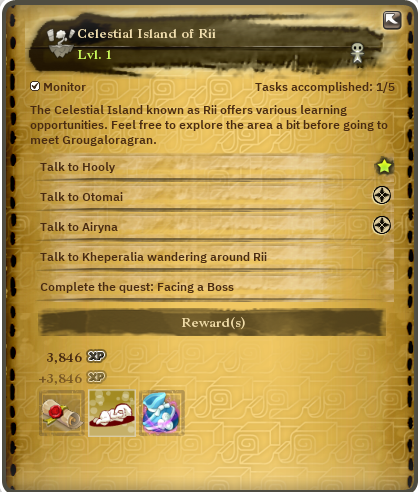 Celestial Island of Rii
Lvl. 1
Monitor
Tasks accomplished: 1/5
The Celestial Island known as Rii offers various learning
opportunities. Feel free to explore the area a bit before going to
meet Grougaloragran.
Talk to Hooly
Talk to Otomai
Talk to Airyna
Talk to Kheperalia wandering around Rii
Complete the quest: Facing a Boss
Reward(s)
3,846 XP
+3,846 XP